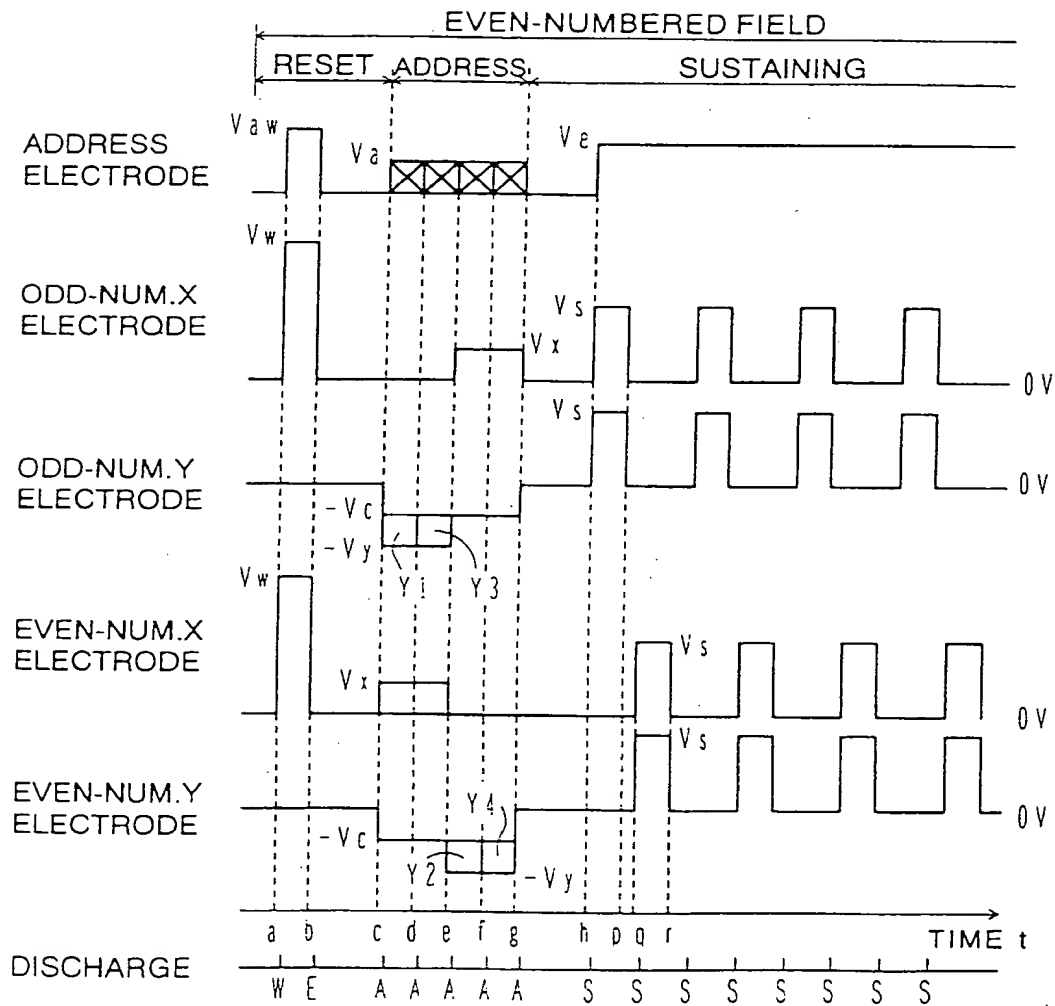 EVEN-NUMBERED FIELD
RESET ADDRESS SUSTAINING
Vaw
ADDRESS
ELECTRODE
Va
Ve
Vw
ODD-NUM.X
ELECTRODE
Vs
Vx
0V
Vs
ODD-NUM.Y
ELECTRODE
0V
-Vc
-Vy
Y1 Y3
Vw
EVEN-NUM.X
ELECTRODE
Vs
Vx
0V
Vs
EVEN-NUM.Y
ELECTRODE
Y4
0V
-Vc
Y2
-Vy
a b c d e f g h p q r TIME t
DISCHARGE
W E A A A A A S S S S S S S S